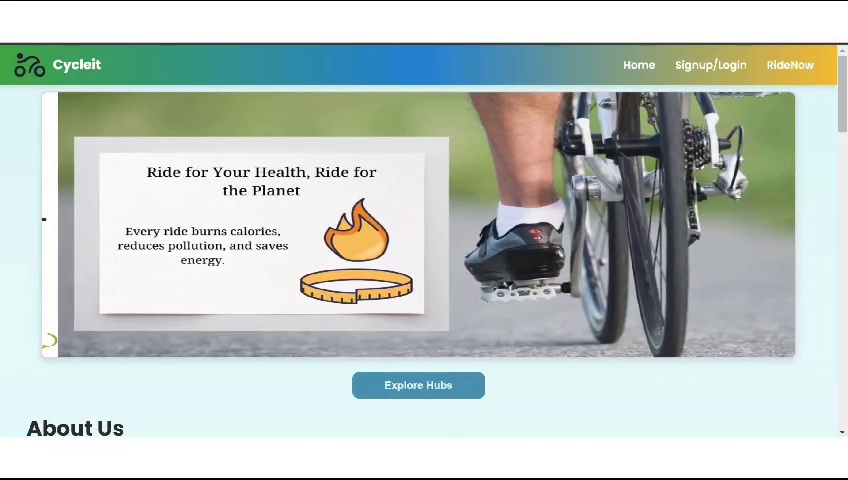 Cycleit
Home
Signup/Login
RideNow
Ride for Your Health, Ride for
the Planet
Every ride burns calories,
reduces pollution, and saves
energy.
Explore Hubs
About Us